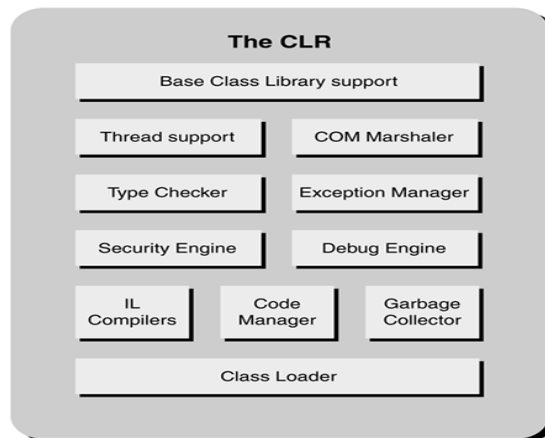 The CLR
Base Class Library support
Thread support
COM Marshaler
Type Checker
Exception Manager
Security Engine
Debug Engine
IL
Compilers
Code
Manager
Garbage
Collector
Class Loader